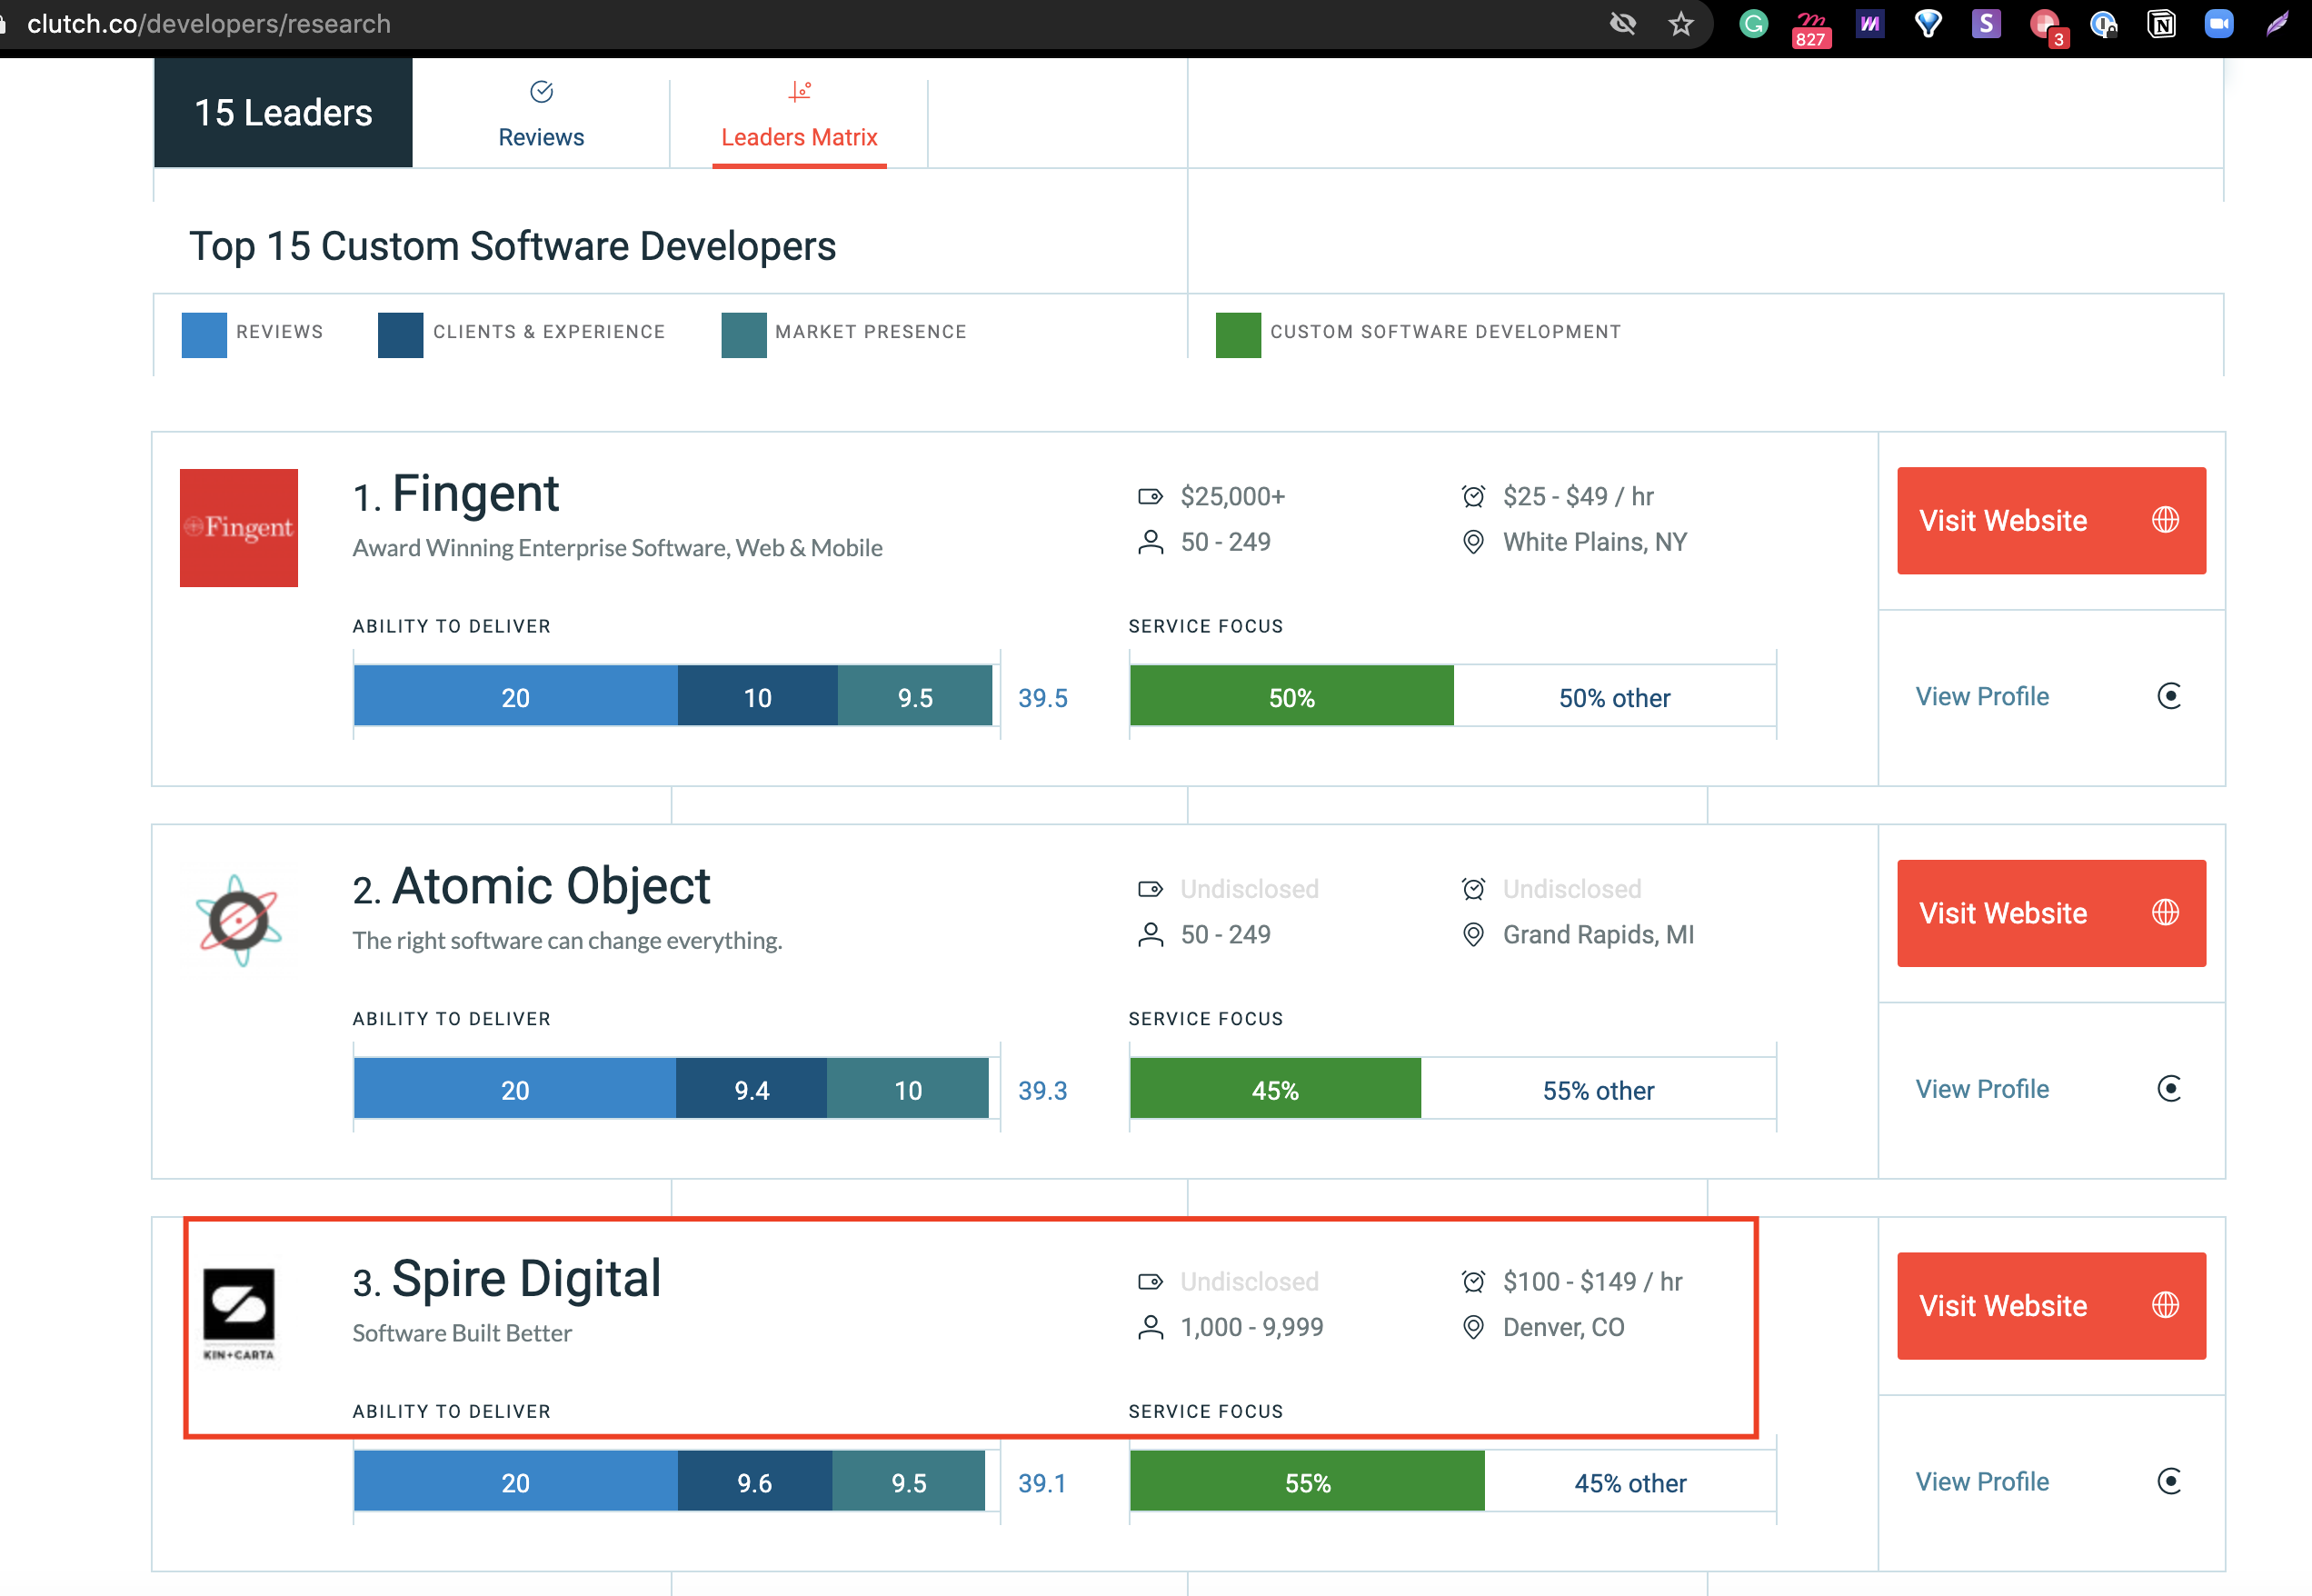 clutch.co/developers/research
827
3
15 Leaders
Reviews
Leaders Matrix
Top 15 Custom Software Developers
REVIEWS
CLIENTS & EXPERIENCE
MARKET PRESENCE
CUSTOM SOFTWARE DEVELOPMENT
Fingent
1. Fingent
Award Winning Enterprise Software, Web & Mobile
$25,000+
$25 - $49 / hr
50 - 249
White Plains, NY
Visit Website
ABILITY TO DELIVER
20 10 9.5 39.5
SERVICE FOCUS
50% 50% other
View Profile
2. Atomic Object
The right software can change everything.
Undisclosed
Undisclosed
50 - 249
Grand Rapids, MI
Visit Website
ABILITY TO DELIVER
20 9.4 10 39.3
SERVICE FOCUS
45% 55% other
View Profile
KIN+CARTA
3. Spire Digital
Software Built Better
Undisclosed
$100 - $149 / hr
1,000 - 9,999
Denver, CO
Visit Website
ABILITY TO DELIVER
20 9.6 9.5 39.1
SERVICE FOCUS
55% 45% other
View Profile